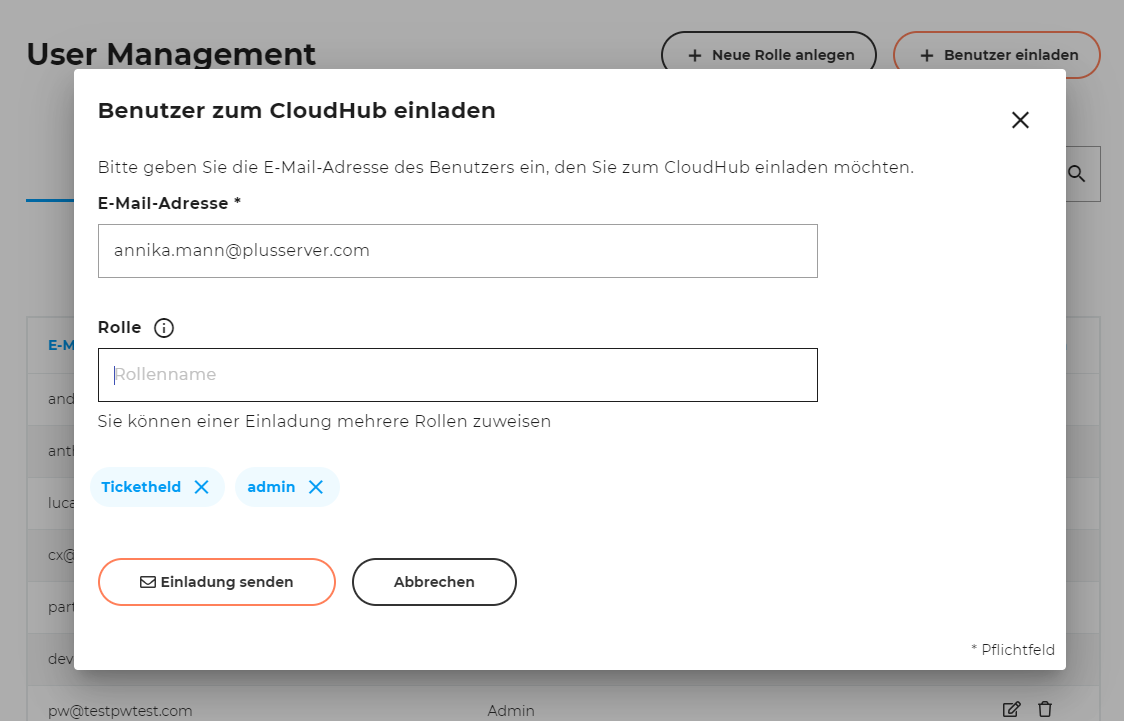 User Management
+ Neue Rolle anlegen
+ Benutzer einladen
Benutzer zum CloudHub einladen
Bitte geben Sie die E-Mail-Adresse des Benutzers ein, den Sie zum CloudHub einladen möchten.
E-Mail-Adresse *
annika.mann@plusserver.com
Rolle
Rollenname
Sie können einer Einladung mehrere Rollen zuweisen
Ticketheld
admin
Einladung senden
Abbrechen
* Pflichtfeld
E-M
and
anth
luca
cx@
part
dev
pw@testpwtest.com
Admin